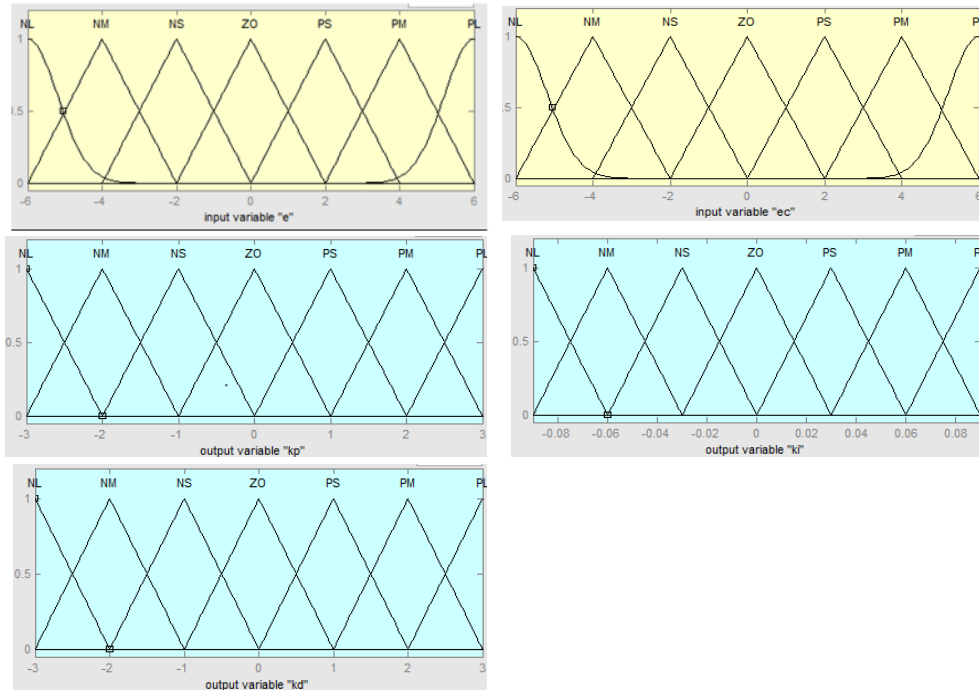 NL NM NS ZO PS PM PL
1
0.5
0
-6 -4 -2 0 2 4 6
input variable "e"
NL NM NS ZO PS PM PL
1
0.5
0
-6 -4 -2 0 2 4 6
input variable "ec"
NL NM NS ZO PS PM PL
1
0.5
0
-3 -2 -1 0 1 2 3
output variable "kp"
NL NM NS ZO PS PM PL
1
0.5
0
-0.08 -0.06 -0.04 -0.02 0 0.02 0.04 0.06 0.08
output variable "ki"
NL NM NS ZO PS PM PL
1
0.5
0
-3 -2 -1 0 1 2 3
output variable "kd"